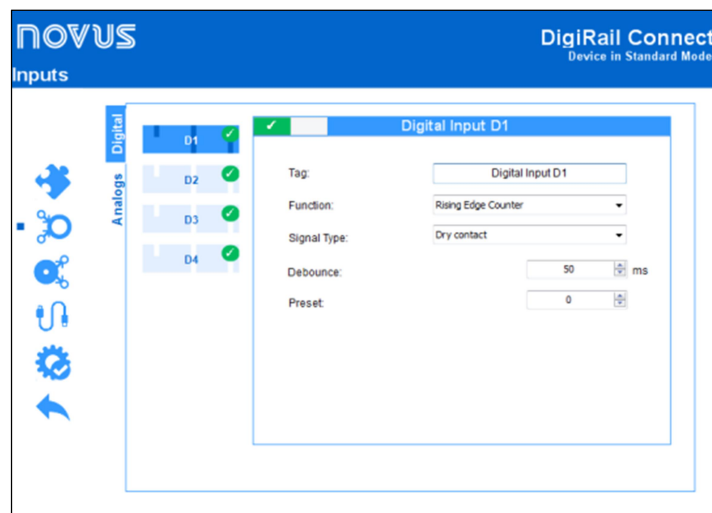 NOVUS
DigiRail Connect
Device in Standard Mode
Inputs
Digital
Analogs
D1
D2
D3
D4
Digital Input D1
Tag: Digital Input D1
Function: Rising Edge Counter
Signal Type: Dry contact
Debounce: 50 ms
Preset: 0